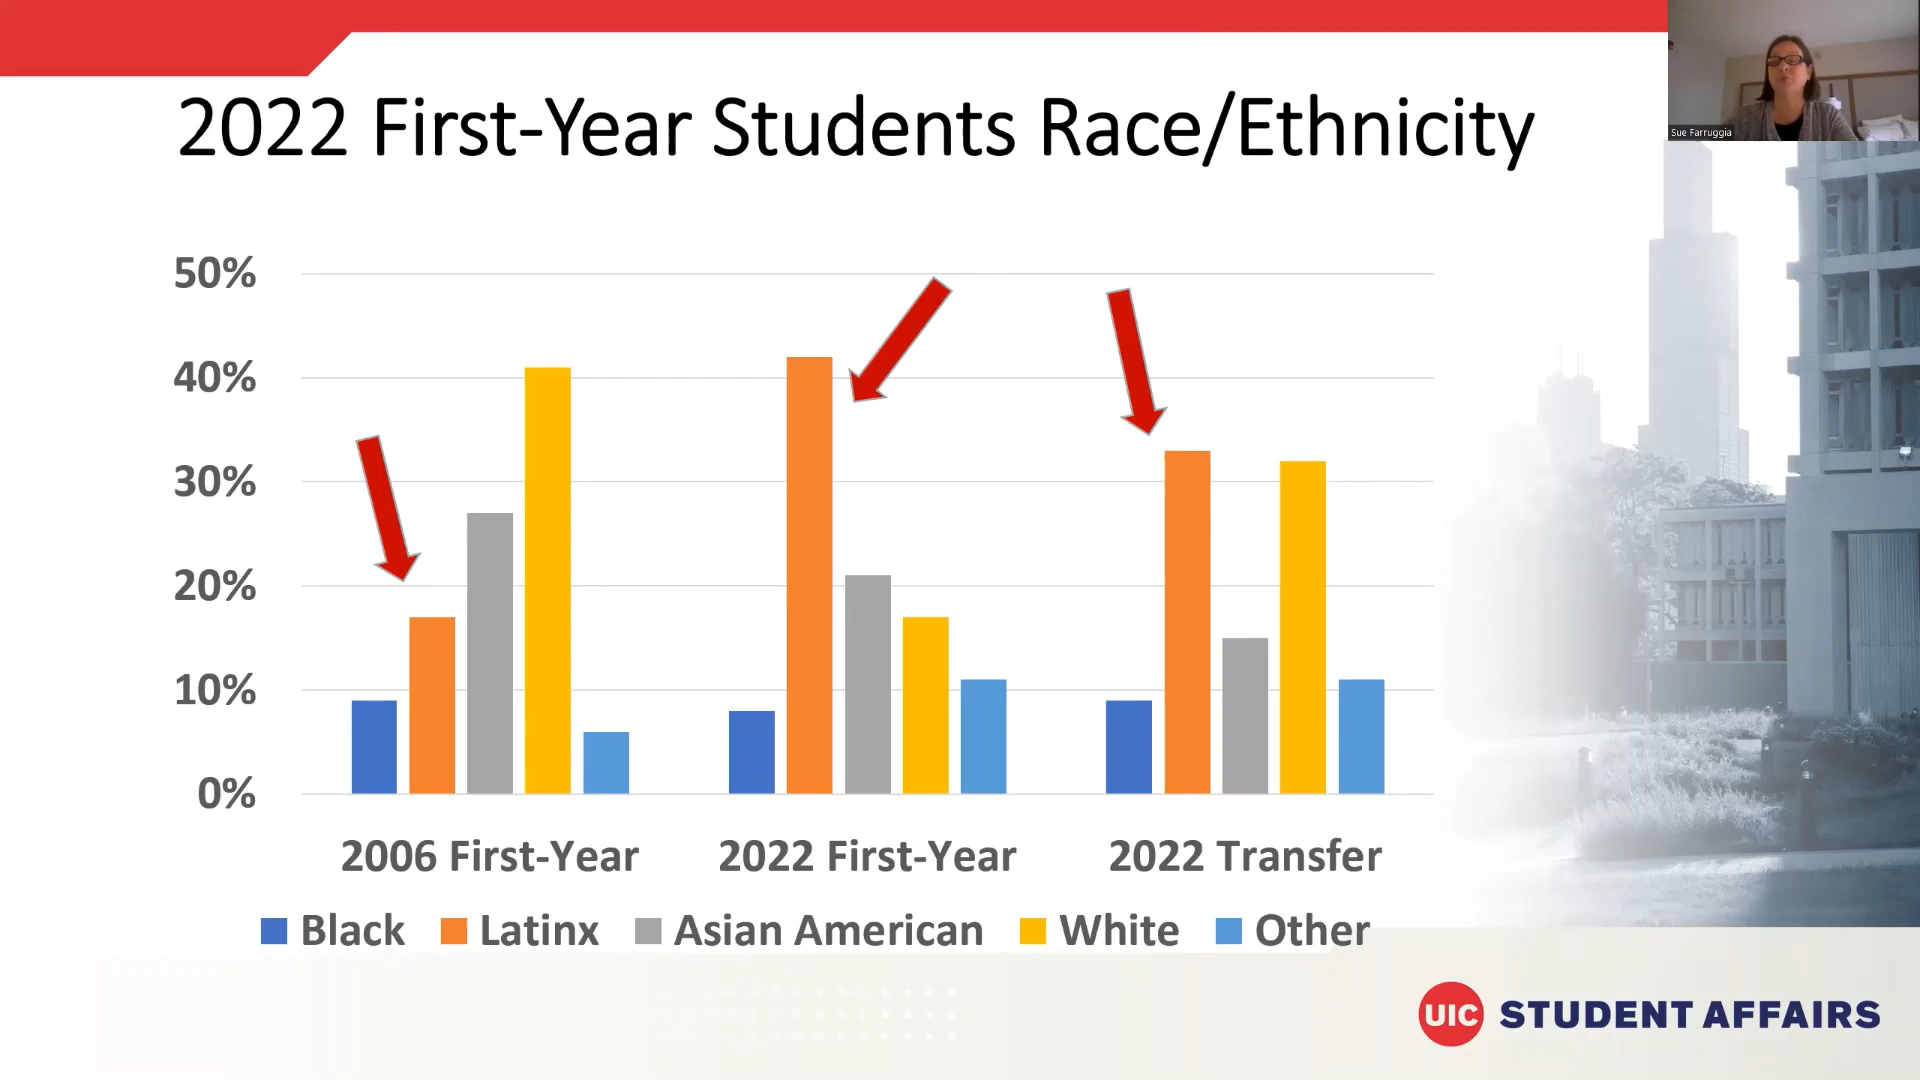 2022 First-Year Students Race/Ethnicity
Sue Farruggia
50%
40%
30%
20%
10%
0%
2006 First-Year
2022 First-Year
2022 Transfer
Black
Latinx
Asian American
White
Other
UIC STUDENT AFFAIRS